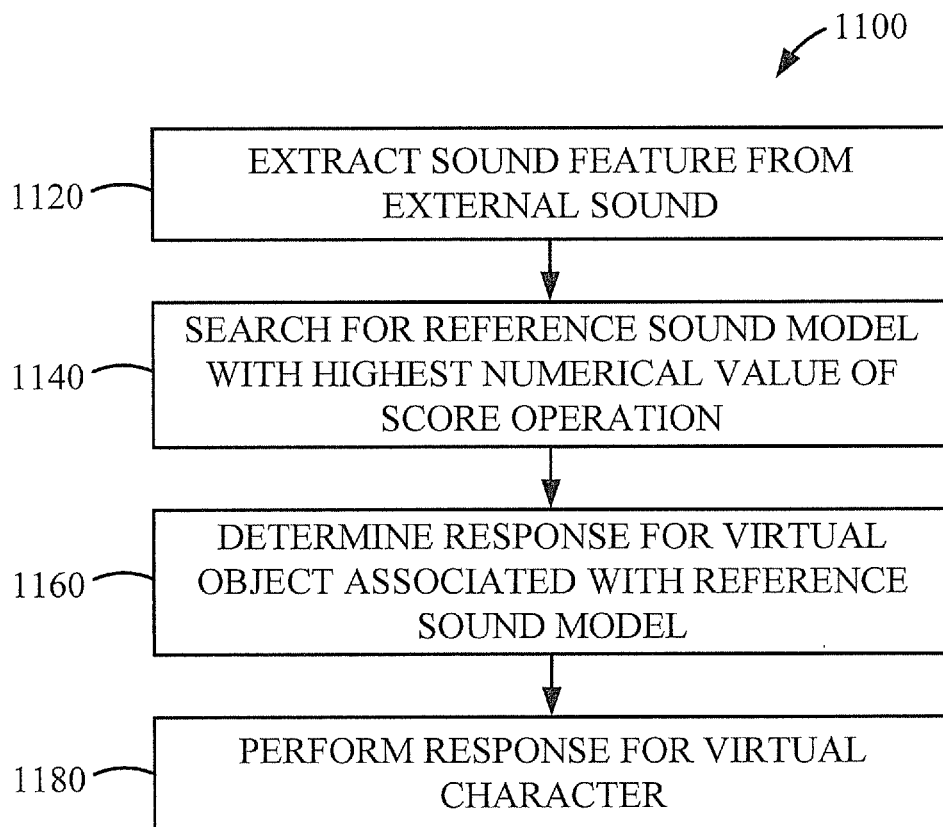 1100
1120
EXTRACT SOUND FEATURE FROM
EXTERNAL SOUND
1140
SEARCH FOR REFERENCE SOUND MODEL
WITH HIGHEST NUMERICAL VALUE OF
SCORE OPERATION
1160
DETERMINE RESPONSE FOR VIRTUAL
OBJECT ASSOCIATED WITH REFERENCE
SOUND MODEL
1180
PERFORM RESPONSE FOR VIRTUAL
CHARACTER